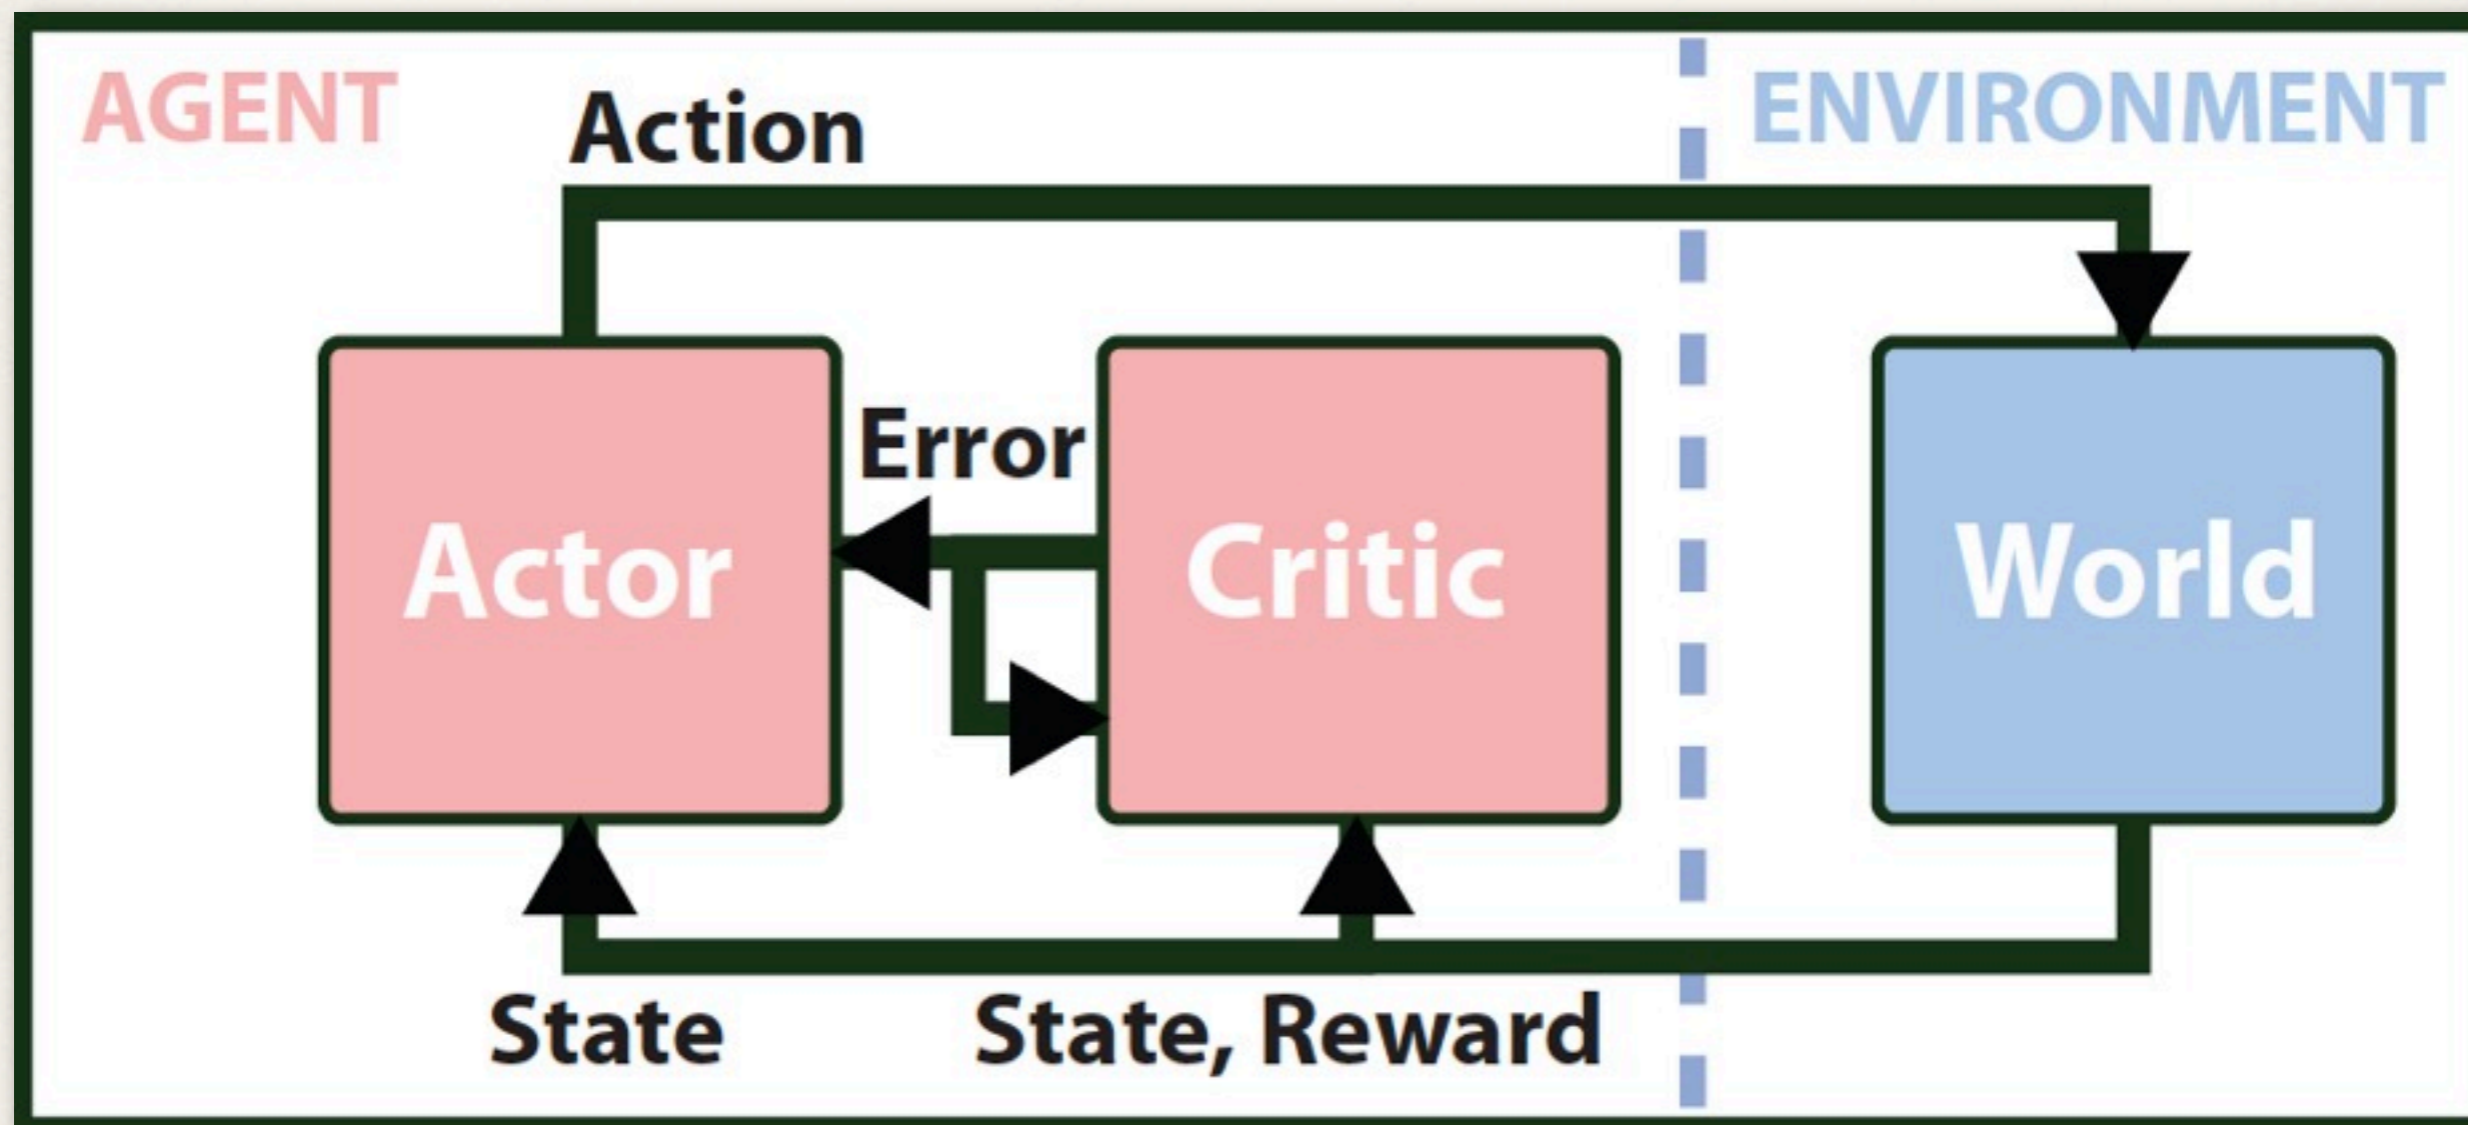 AGENT
ENVIRONMENT
Action
Error
Actor
Critic
World
State
State, Reward